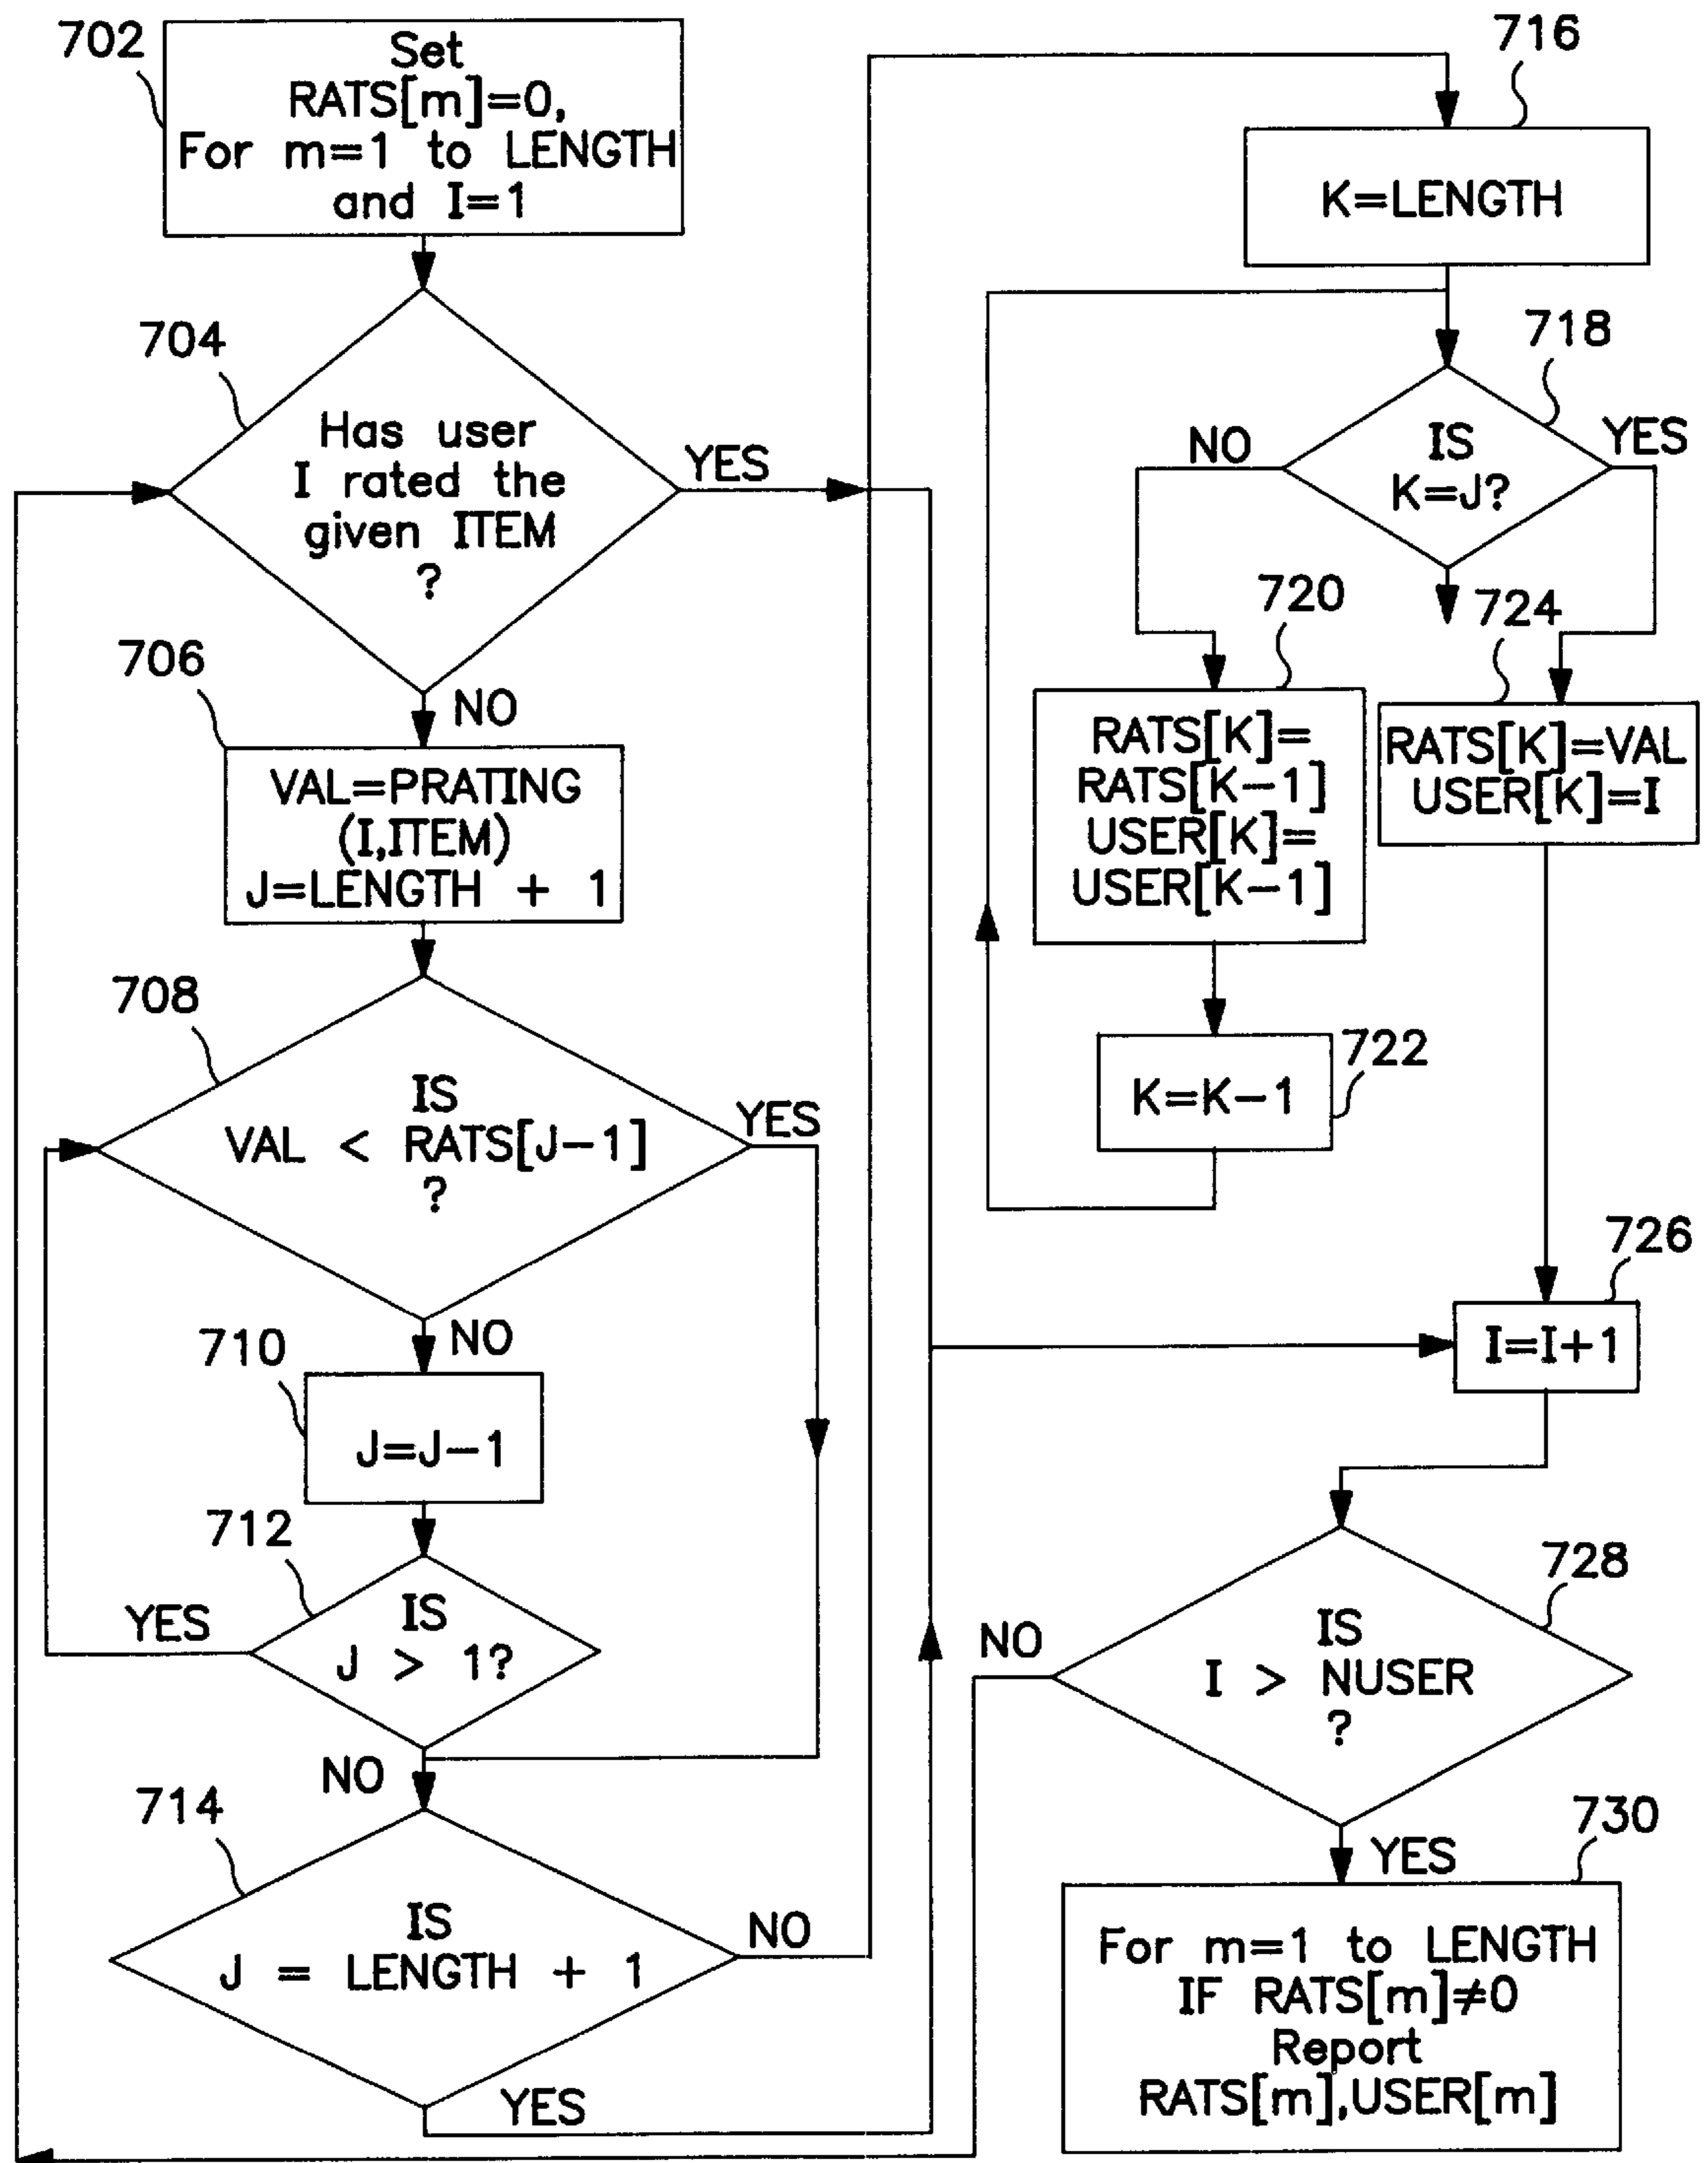 702
Set
RATS[m]=0,
For m=1 to LENGTH
and I=1
704
Has user
I rated the
given ITEM
?
YES
NO
706
VAL=PRATING
(I,ITEM)
J=LENGTH + 1
708
IS
VAL < RATS[J-1]
?
YES
NO
710
J=J-1
712
IS
J > 1?
YES
NO
714
IS
J = LENGTH + 1
NO
YES
716
K=LENGTH
718
IS
K=J?
NO
YES
720
RATS[K]=
RATS[K-1]
USER[K]=
USER[K-1]
724
RATS[K]=VAL
USER[K]=I
722
K=K-1
726
I=I+1
728
IS
I > NUSER
?
NO
YES
730
For m=1 to LENGTH
IF RATS[m]≠0
Report
RATS[m],USER[m]